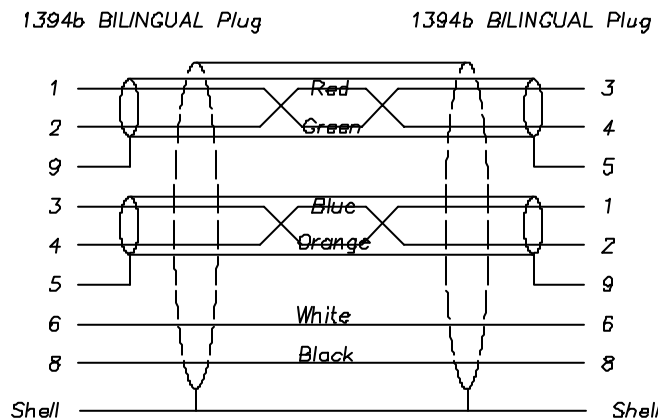 1394b BILINGUAL Plug 1394b BILINGUAL Plug
1 Red 3
2 Green 4
9 5
3 Blue 1
4 Orange 2
5 9
6 White 6
8 Black 8
Shell Shell